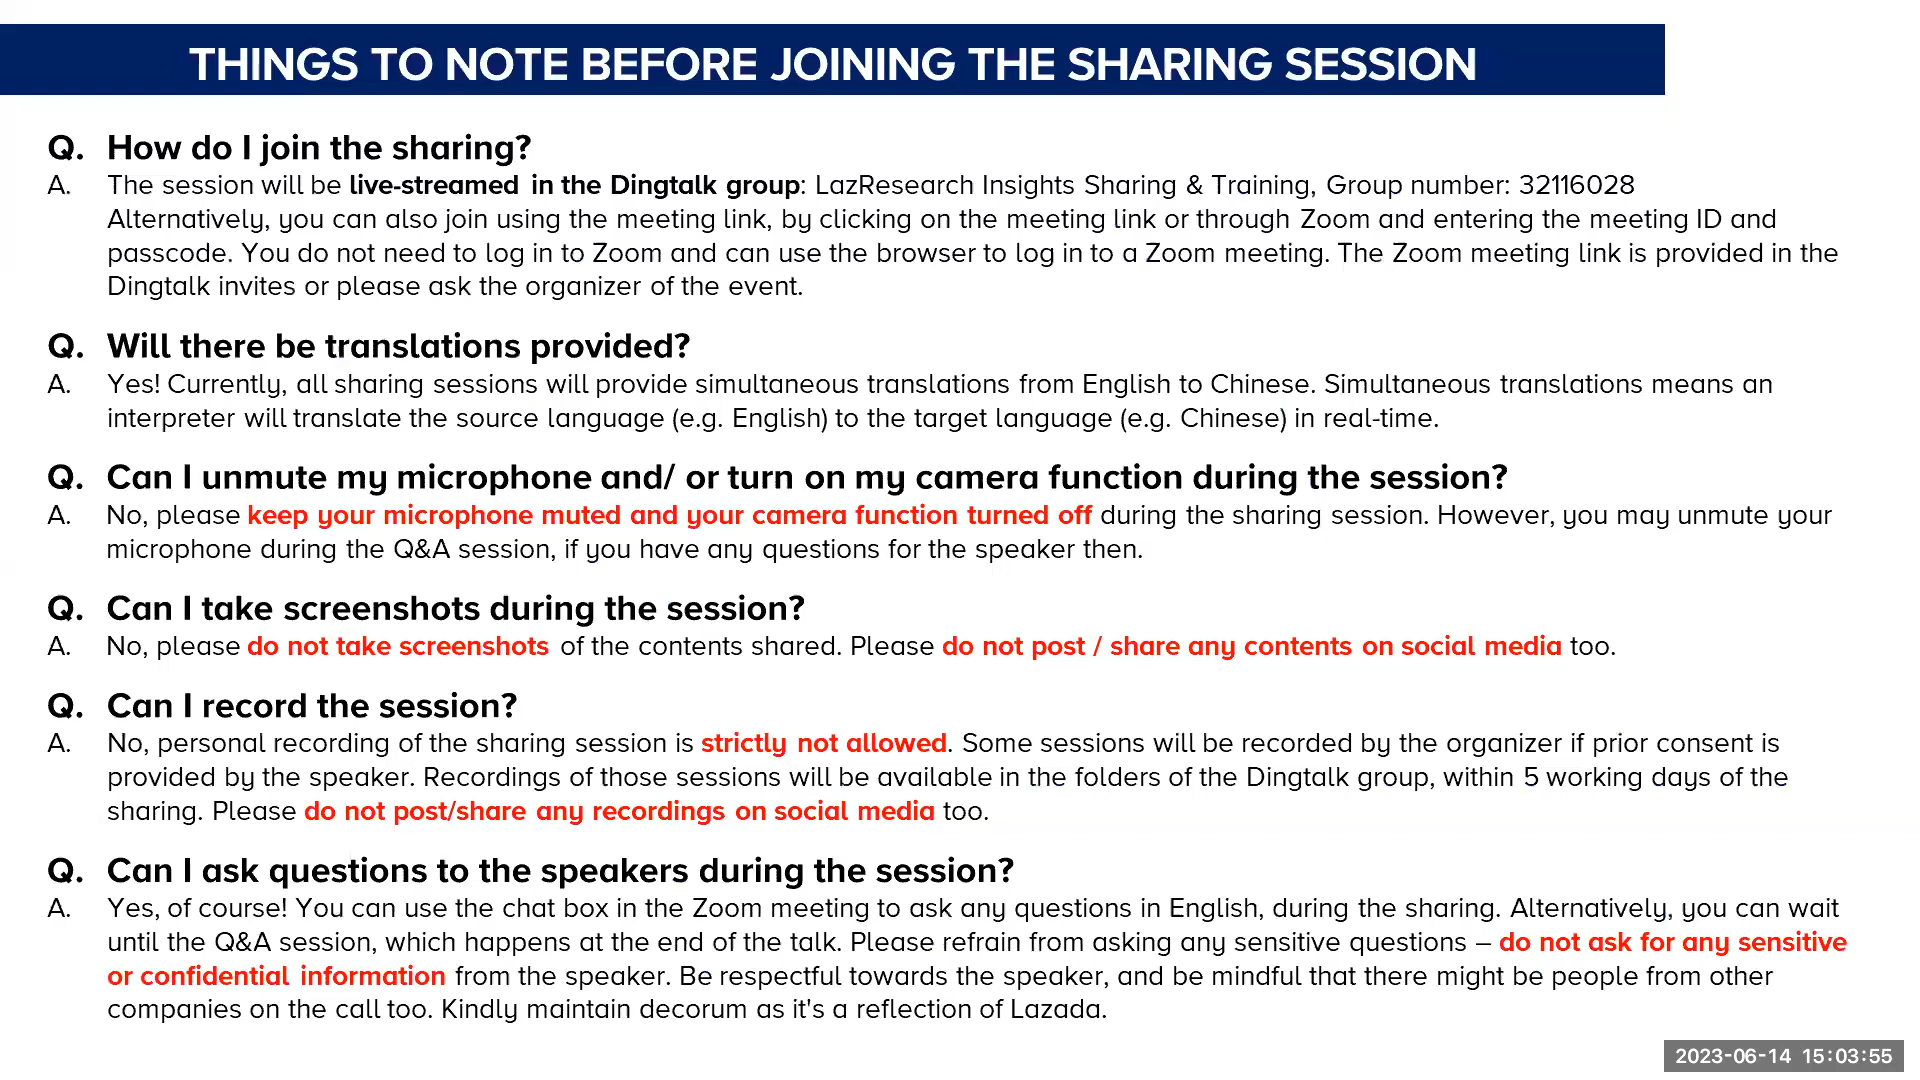 THINGS TO NOTE BEFORE JOINING THE SHARING SESSION
Q. How do I join the sharing?
A. The session will be live-streamed in the Dingtalk group: LazResearch Insights Sharing & Training, Group number: 32116028
Alternatively, you can also join using the meeting link, by clicking on the meeting link or through Zoom and entering the meeting ID and
passcode. You do not need to log in to Zoom and can use the browser to log in to a Zoom meeting. The Zoom meeting link is provided in the
Dingtalk invites or please ask the organizer of the event.
Q. Will there be translations provided?
A. Yes! Currently, all sharing sessions will provide simultaneous translations from English to Chinese. Simultaneous translations means an
interpreter will translate the source language (e.g. English) to the target language (e.g. Chinese) in real-time.
Q. Can I unmute my microphone and/ or turn on my camera function during the session?
A. No, please keep your microphone muted and your camera function turned off during the sharing session. However, you may unmute your
microphone during the Q&A session, if you have any questions for the speaker then.
Q. Can I take screenshots during the session?
A. No, please do not take screenshots of the contents shared. Please do not post / share any contents on social media too.
Q. Can I record the session?
A. No, personal recording of the sharing session is strictly not allowed. Some sessions will be recorded by the organizer if prior consent is
provided by the speaker. Recordings of those sessions will be available in the folders of the Dingtalk group, within 5 working days of the
sharing. Please do not post/share any recordings on social media too.
Q. Can I ask questions to the speakers during the session?
A. Yes, of course! You can use the chat box in the Zoom meeting to ask any questions in English, during the sharing. Alternatively, you can wait
until the Q&A session, which happens at the end of the talk. Please refrain from asking any sensitive questions – do not ask for any sensitive
or confidential information from the speaker. Be respectful towards the speaker, and be mindful that there might be people from other
companies on the call too. Kindly maintain decorum as it's a reflection of Lazada.
2023-06-14 15:03:55